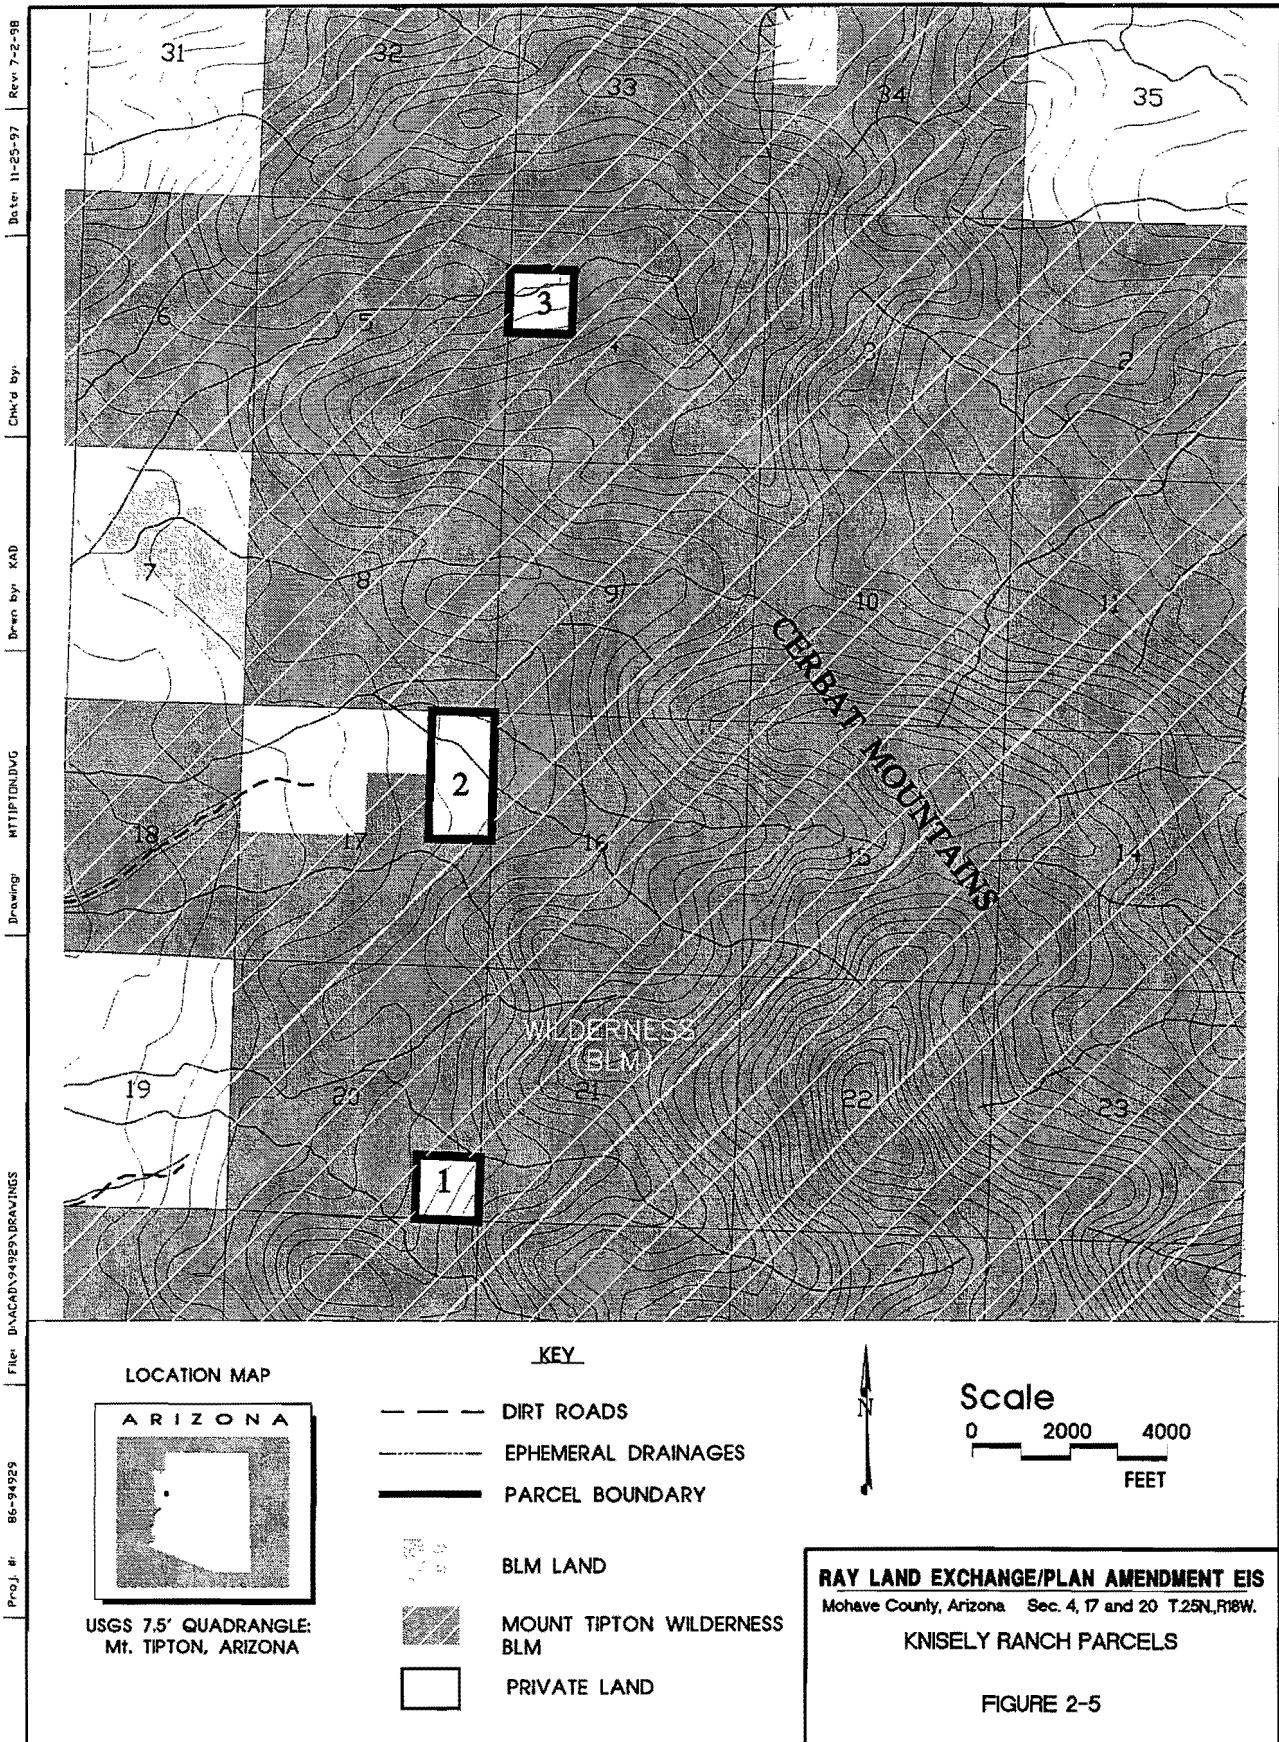 31
32
33
34
35
6
5
3
3
2
7
8
9
10
11
CERBAT MOUNTAINS
2
18
17
16
15
14
WILDERNESS
(BLM)
19
20
21
22
23
1
Proj. #: 86-94929
File: D:\ACAD\94929\DRAWINGS
Drawing: MTTIPTON.DWG
Drwn by: KAD
Chk'd by:
Date: 11-25-97
Rev: 7-2-98
LOCATION MAP
ARIZONA
USGS 7.5' QUADRANGLE:
Mt. TIPTON, ARIZONA
KEY
DIRT ROADS
EPHEMERAL DRAINAGES
PARCEL BOUNDARY
BLM LAND
MOUNT TIPTON WILDERNESS
BLM
PRIVATE LAND
N
Scale
0 2000 4000
FEET
RAY LAND EXCHANGE/PLAN AMENDMENT EIS
Mohave County, Arizona Sec. 4, 17 and 20 T.25N.,R18W.
KNISELY RANCH PARCELS
FIGURE 2-5